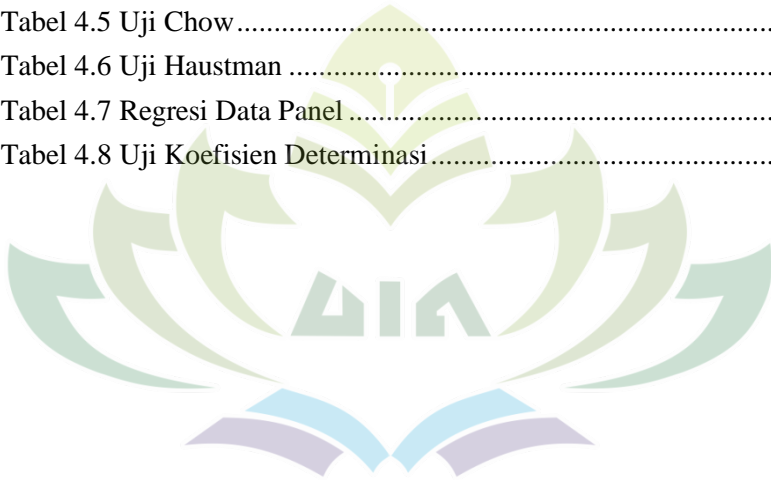 Tabel 4.5 Uji Chow........................................................................
Tabel 4.6 Uji Haustman ................................................................
Tabel 4.7 Regresi Data Panel........................................................
Tabel 4.8 Uji Koefisien Determinasi.............................................
UIN